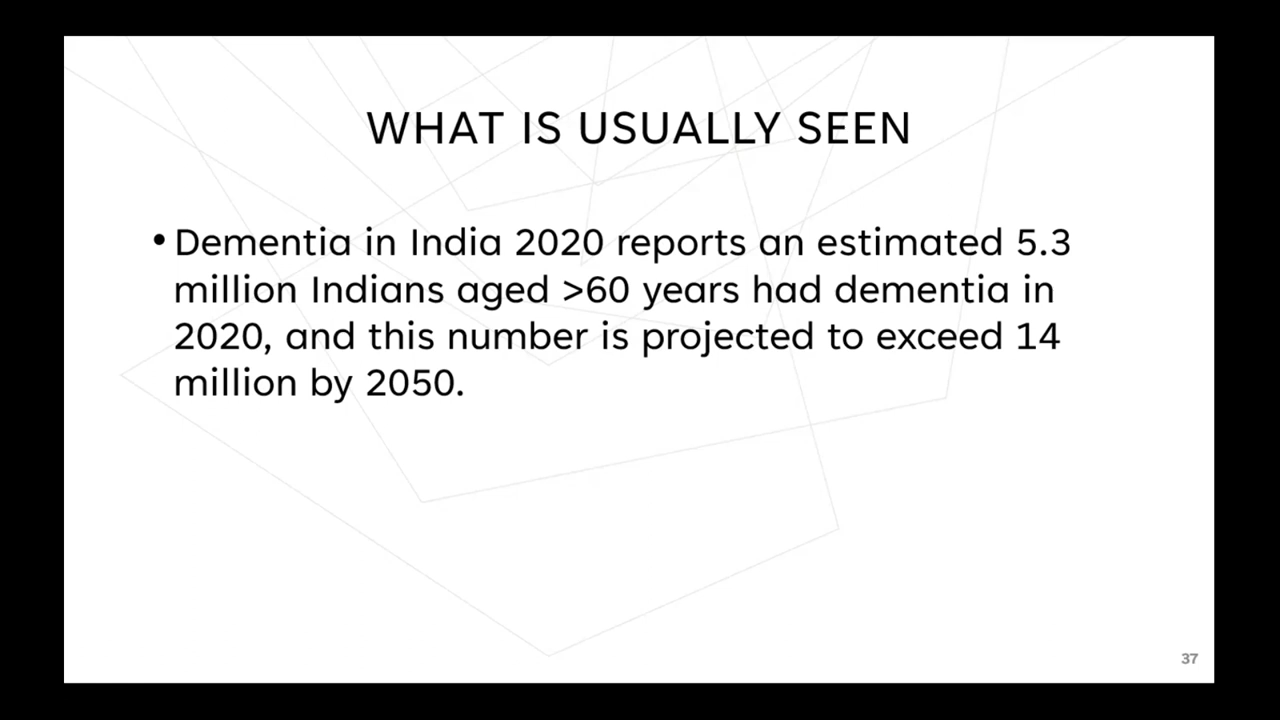 WHAT IS USUALLY SEEN
• Dementia in India 2020 reports an estimated 5.3
million Indians aged >60 years had dementia in
2020, and this number is projected to exceed 14
million by 2050.
37